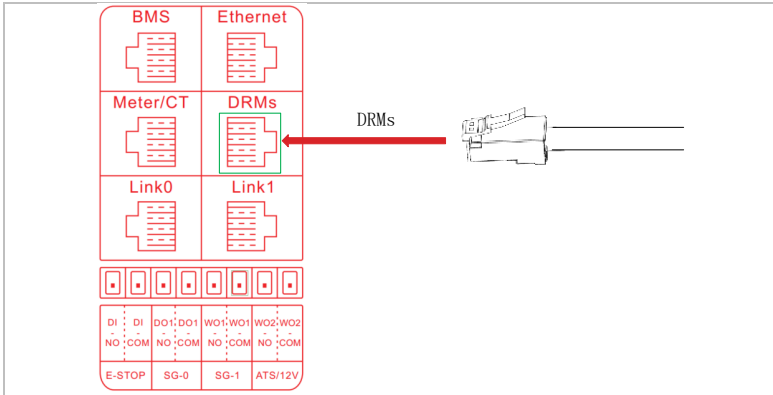 BMS Ethernet
Meter/CT DRMs
DRMs
Link0 Link1
DI DI DO1 DO1 WO1 WO1 WO2 WO2
- - - - - - - -
NO COM NO COM NO COM NO COM
E-STOP SG-0 SG-1 ATS/12V